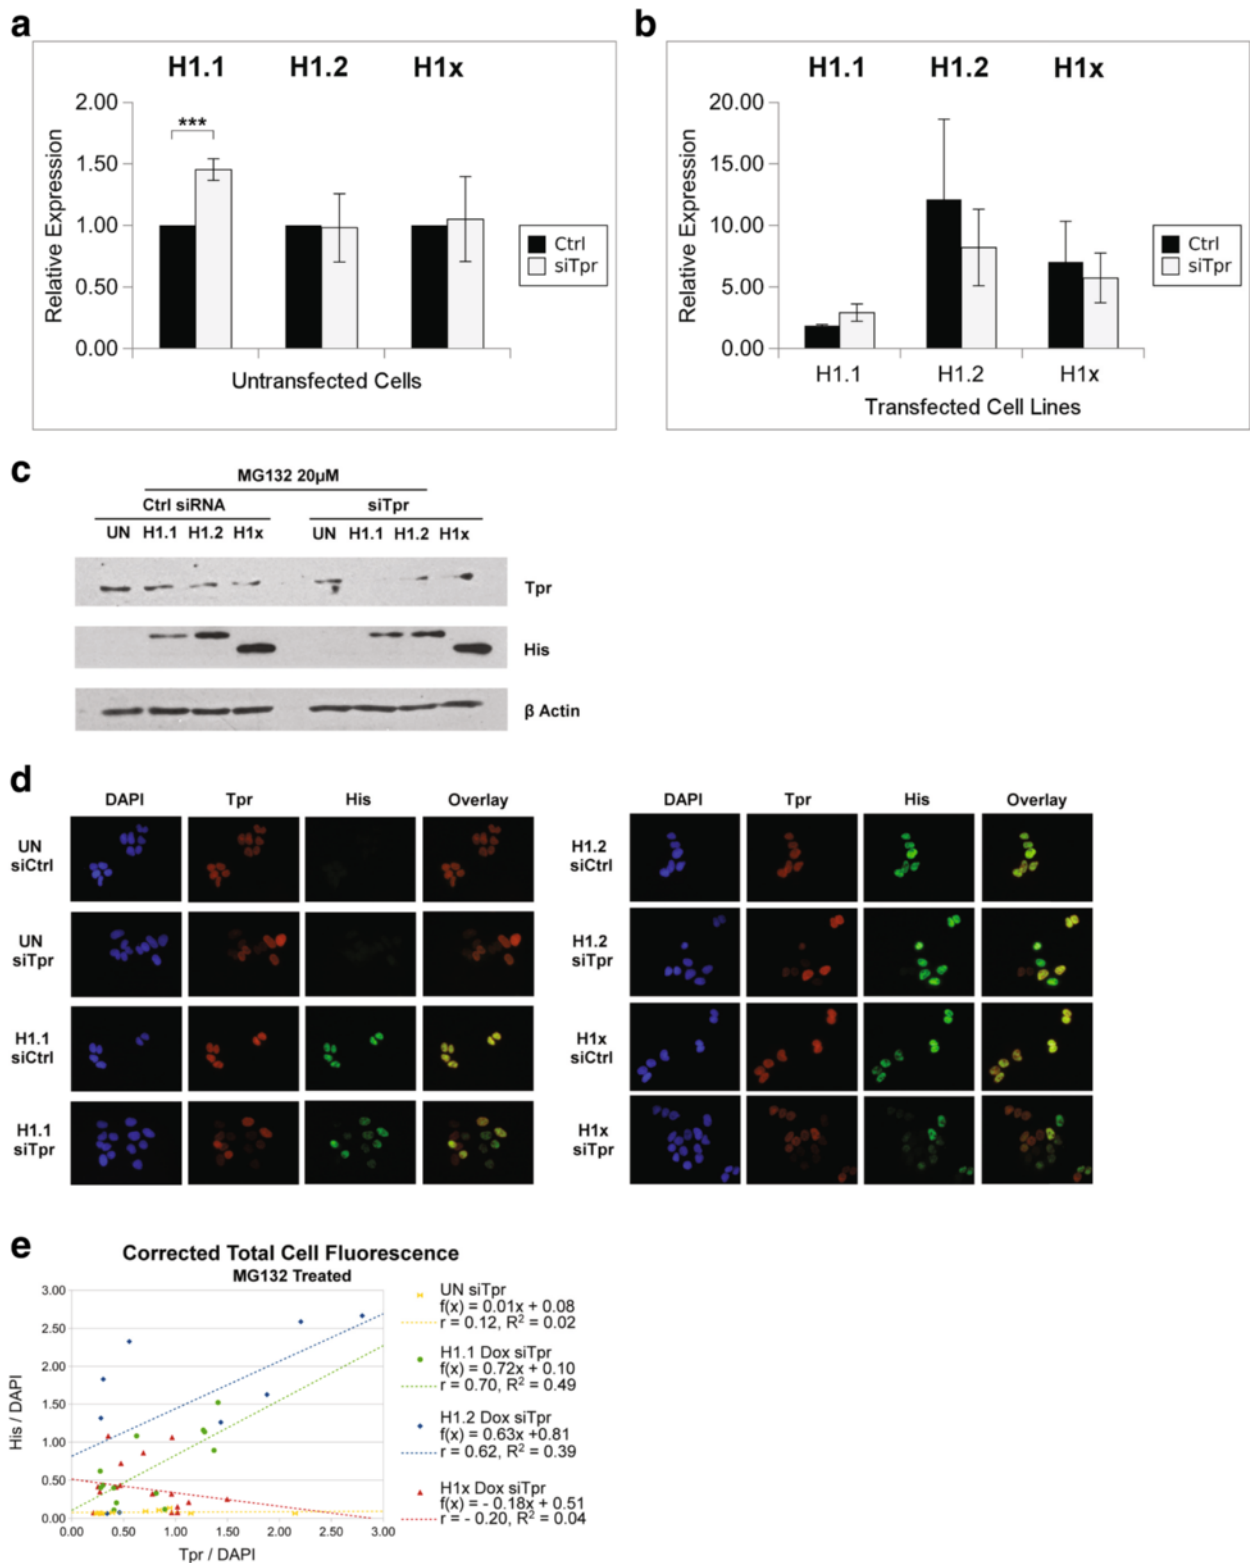 a
H1.1 H1.2 H1x
2.00
1.50
1.00
0.50
0.00
***
Relative Expression
Ctrl
siTpr
Untransfected Cells
b
H1.1 H1.2 H1x
20.00
15.00
10.00
5.00
0.00
Relative Expression
Ctrl
siTpr
H1.1 H1.2 H1x
Transfected Cell Lines
c
MG132 20µM
Ctrl siRNA siTpr
UN H1.1 H1.2 H1x UN H1.1 H1.2 H1x
Tpr
His
β Actin
d
DAPI Tpr His Overlay
UN
siCtrl
UN
siTpr
H1.1
siCtrl
H1.1
siTpr
DAPI Tpr His Overlay
H1.2
siCtrl
H1.2
siTpr
H1x
siCtrl
H1x
siTpr
e
Corrected Total Cell Fluorescence
MG132 Treated
3.00
2.50
2.00
1.50
1.00
0.50
0.00
His / DAPI
0.00 0.50 1.00 1.50 2.00 2.50 3.00
Tpr / DAPI
UN siTpr
f(x) = 0.01x + 0.08
r = 0.12, R² = 0.02
H1.1 Dox siTpr
f(x) = 0.72x + 0.10
r = 0.70, R² = 0.49
H1.2 Dox siTpr
f(x) = 0.63x +0.81
r = 0.62, R² = 0.39
H1x Dox siTpr
f(x) = - 0.18x + 0.51
r = - 0.20, R² = 0.04